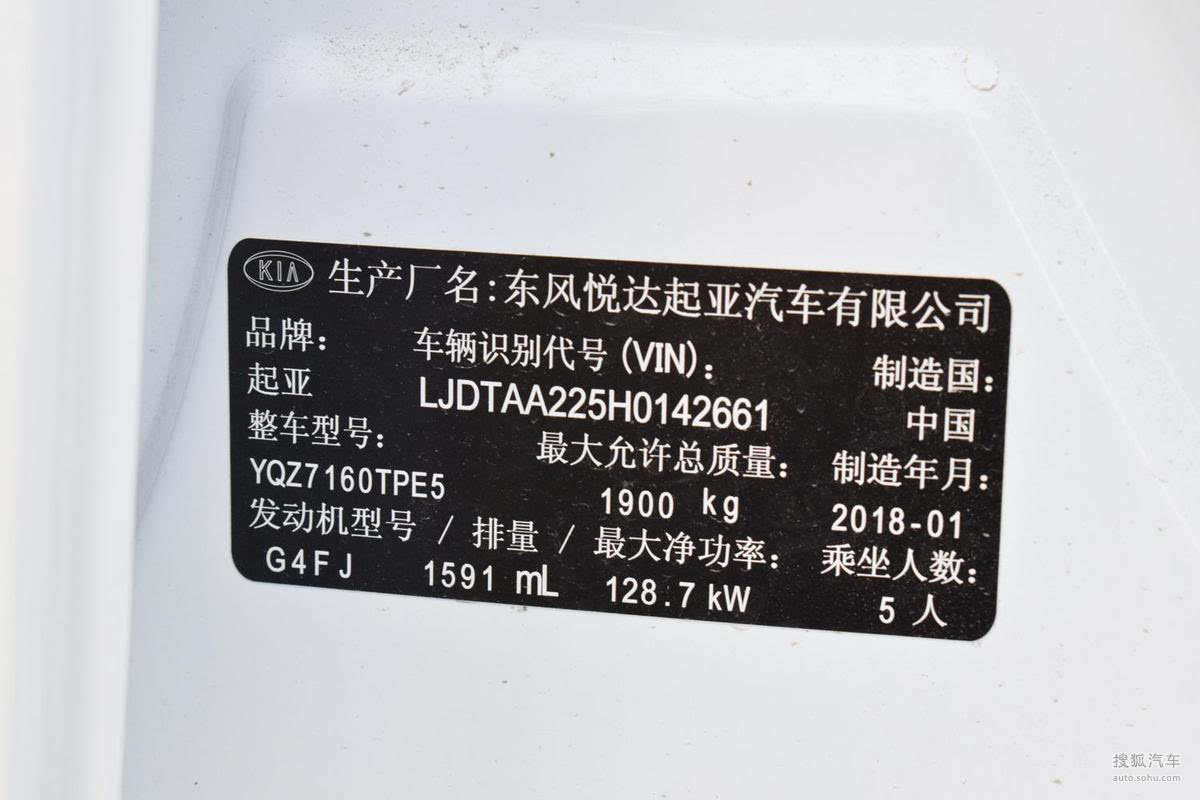 KIA 生产厂名:东风悦达起亚汽车有限公司
品牌: 车辆识别代号(VIN): 制造国:
起亚 LJDTAA225H0142661 中国
整车型号: 最大允许总质量: 制造年月:
YQZ7160TPE5 1900 kg 2018-01
发动机型号 / 排量 / 最大净功率: 乘坐人数:
G4FJ 1591 mL 128.7 kW 5 人
搜狐汽车
auto.sohu.com